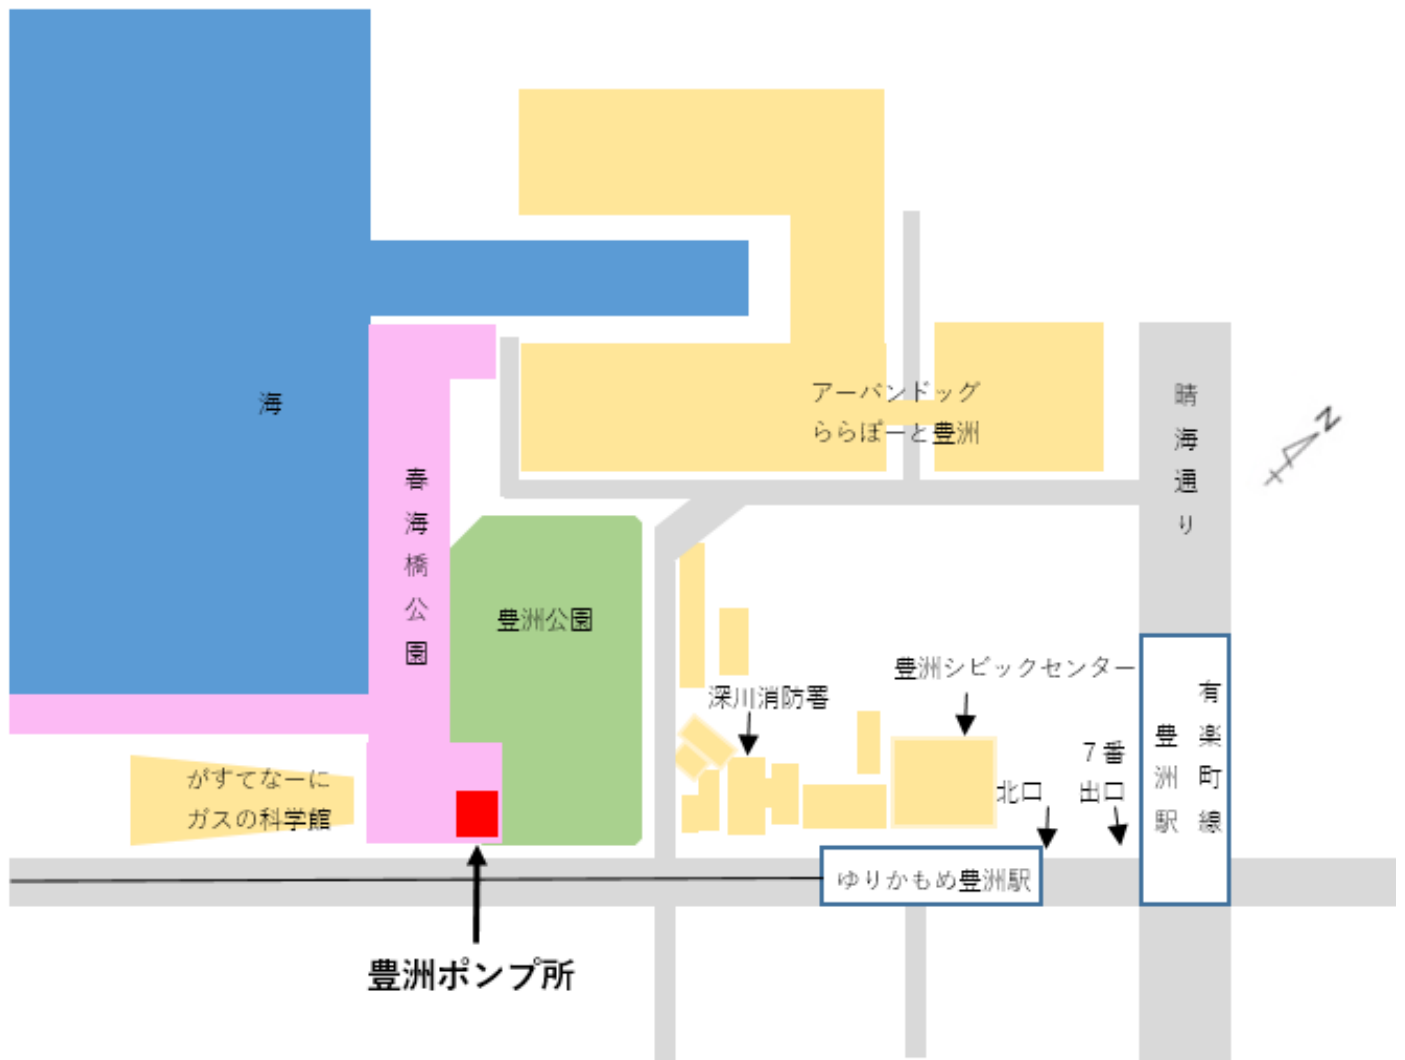 アーバンドッグ
ららぽーと豊洲
晴海通り
N
海
春海橋公園
豊洲公園
豊洲シビックセンター
深川消防署
有楽町線
豊洲駅
7番
出口
北口
がすてなーに
ガスの科学館
ゆりかもめ豊洲駅
豊洲ポンプ所